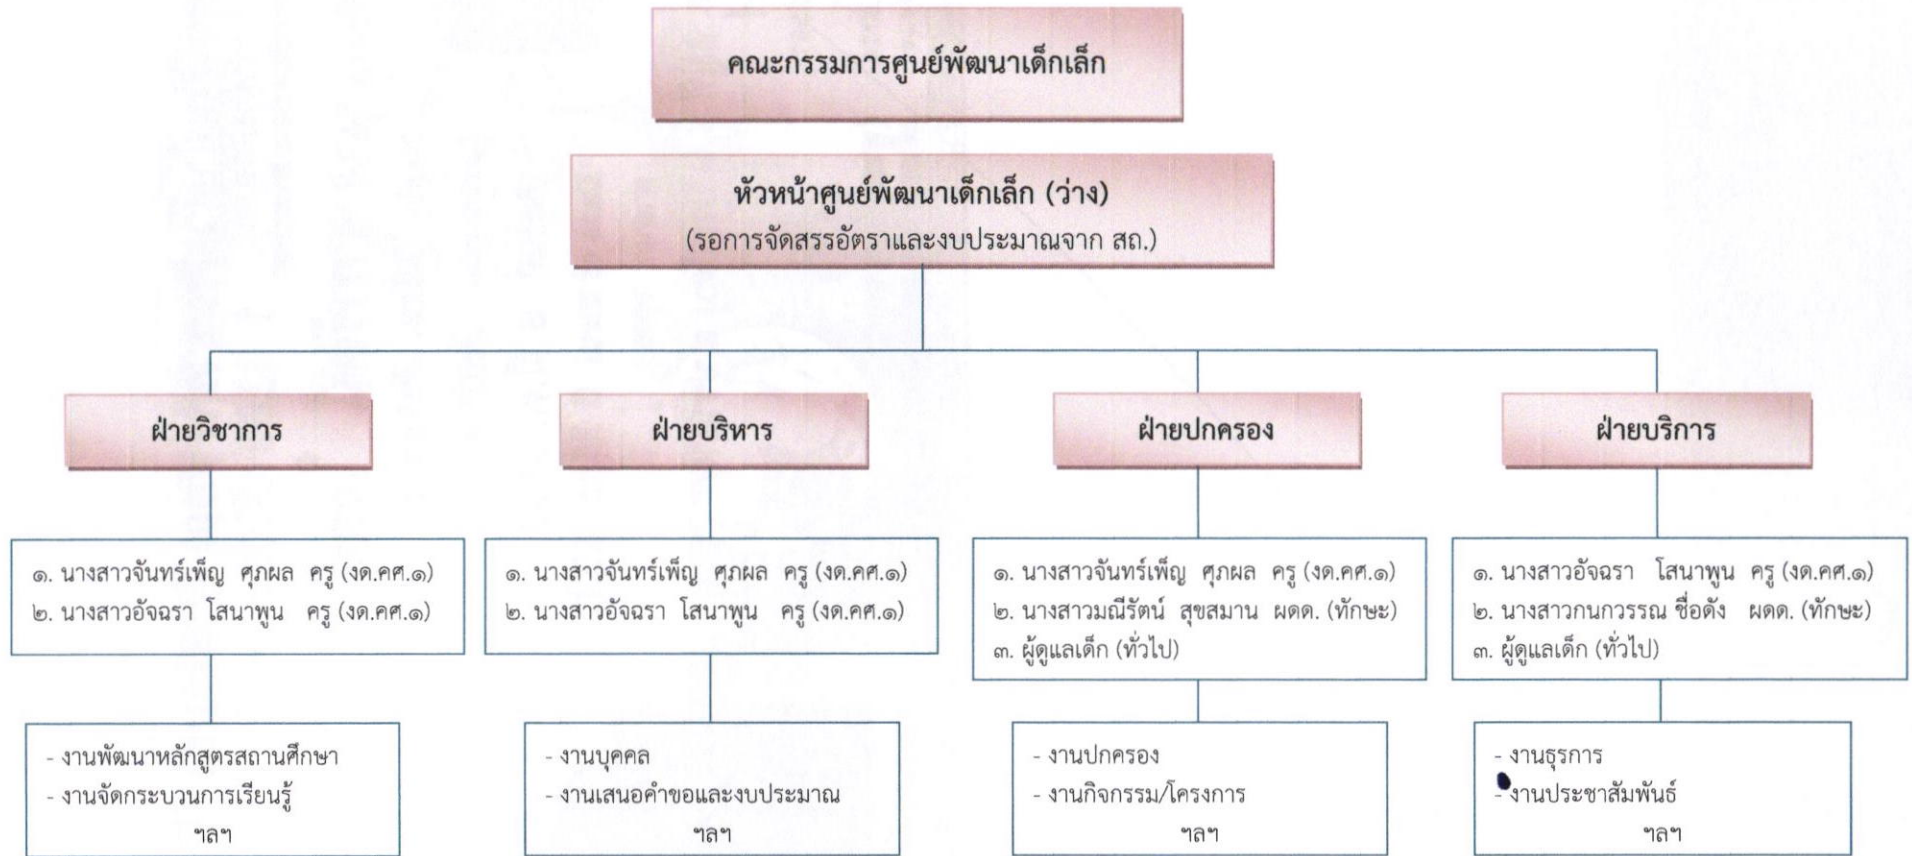 คณะกรรมการศูนย์พัฒนาเด็กเล็ก
หัวหน้าศูนย์พัฒนาเด็กเล็ก (ว่าง)
(รอการจัดสรรอัตราและงบประมาณจาก สถ.)
ฝ่ายวิชาการ
๑. นางสาวจันทร์เพ็ญ ศุภผล ครู (งด.คศ.๑)
๒. นางสาวอัจฉรา โสนาพูน ครู (งด.คศ.๑)
- งานพัฒนาหลักสูตรสถานศึกษา
- งานจัดกระบวนการเรียนรู้
ฯลฯ
ฝ่ายบริหาร
๑. นางสาวจันทร์เพ็ญ ศุภผล ครู (งด.คศ.๑)
๒. นางสาวอัจฉรา โสนาพูน ครู (งด.คศ.๑)
- งานบุคคล
- งานเสนอคำขอและงบประมาณ
ฯลฯ
ฝ่ายปกครอง
๑. นางสาวจันทร์เพ็ญ ศุภผล ครู (งด.คศ.๑)
๒. นางสาวมณีรัตน์ สุขสมาน ผดด. (ทักษะ)
๓. ผู้ดูแลเด็ก (ทั่วไป)
- งานปกครอง
- งานกิจกรรม/โครงการ
ฯลฯ
ฝ่ายบริการ
๑. นางสาวอัจฉรา โสนาพูน ครู (งด.คศ.๑)
๒. นางสาวกนกวรรณ ชื่อดัง ผดด. (ทักษะ)
๓. ผู้ดูแลเด็ก (ทั่วไป)
- งานธุรการ
- งานประชาสัมพันธ์
ฯลฯ